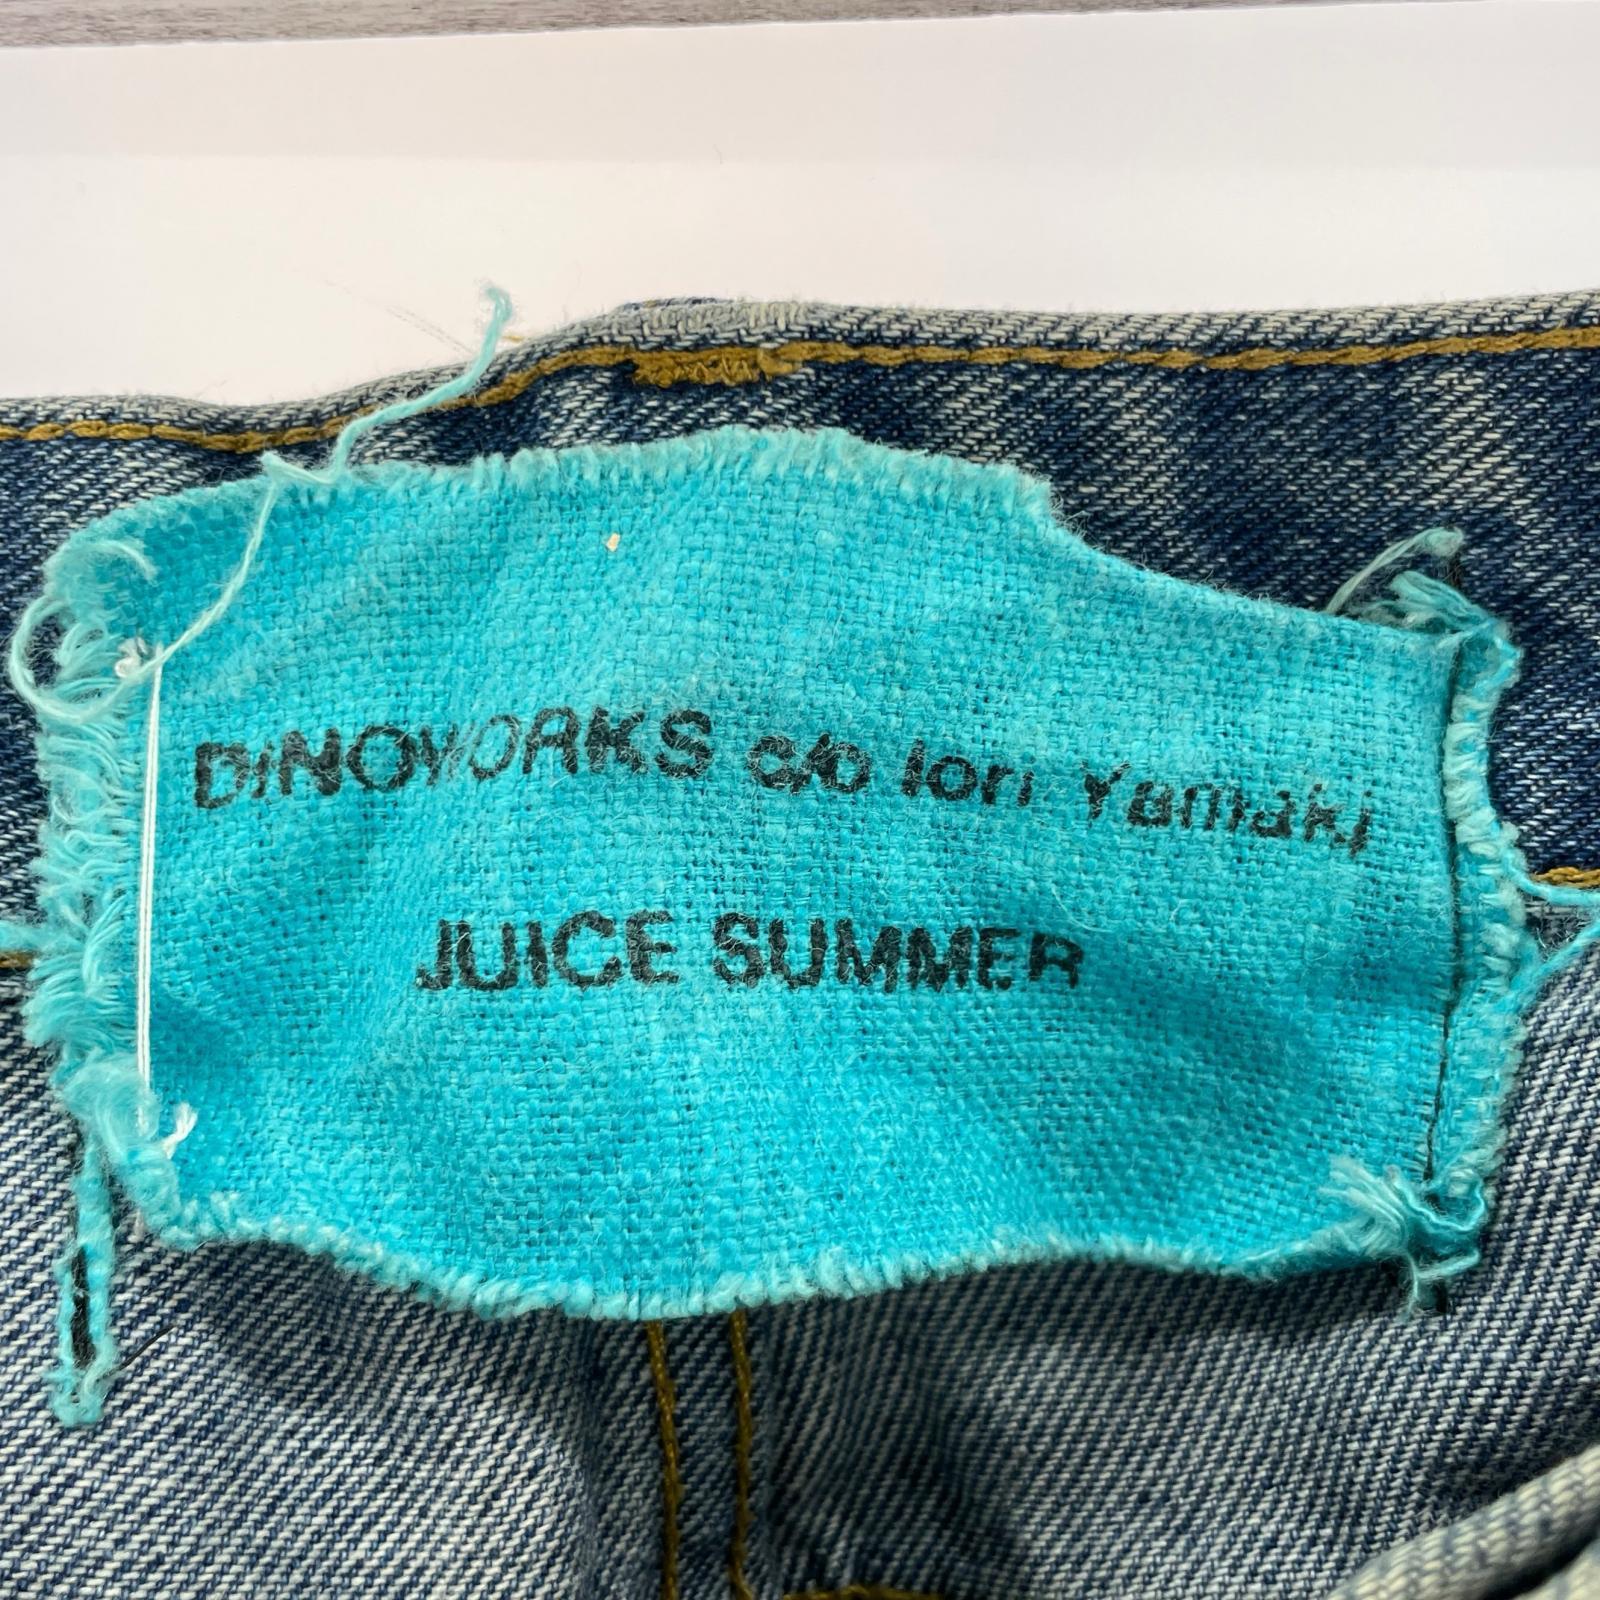 DINOWORKS c/o Iori Yamaki
JUICE SUMMER